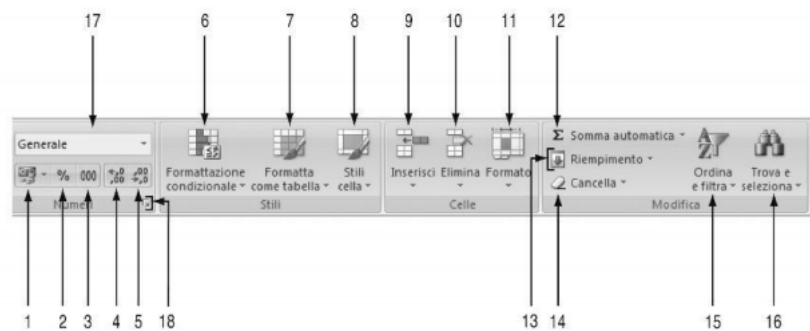 17 6 7 8 9 10 11 12
Generale
Σ Somma automatica
13 Riempimento
Cancella
% 000
Formattazione condizionale
Formatta come tabella
Stili cella
Inserisci Elimina Formato
Ordina e filtra
Trova e seleziona
Numeri Stili Celle Modifica
1 2 3 4 5 18 14 15 16